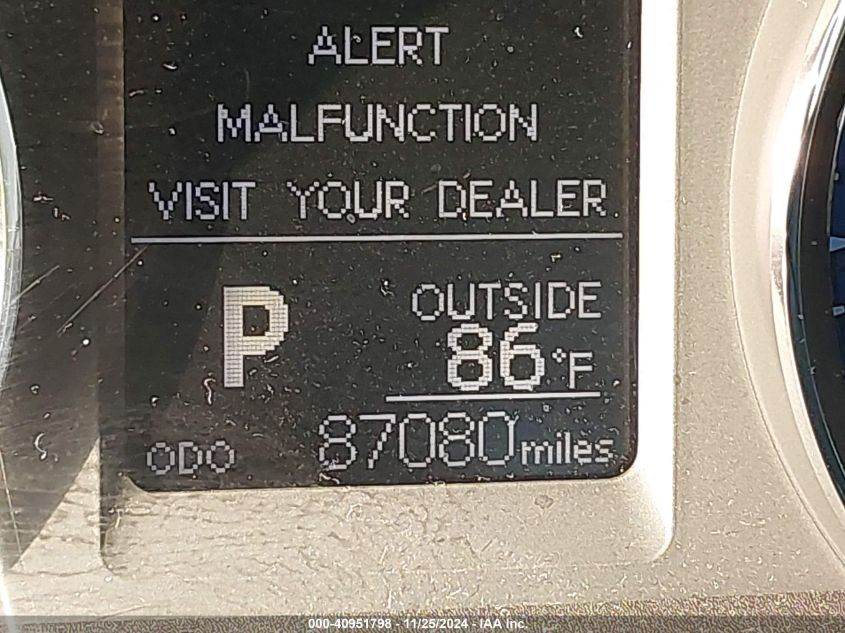 ALERT
MALFUNCTION
VISIT YOUR DEALER
P
OUTSIDE
86°F
ODO 87080 miles
000-40951798 - 11/25/2024 - IAA Inc.